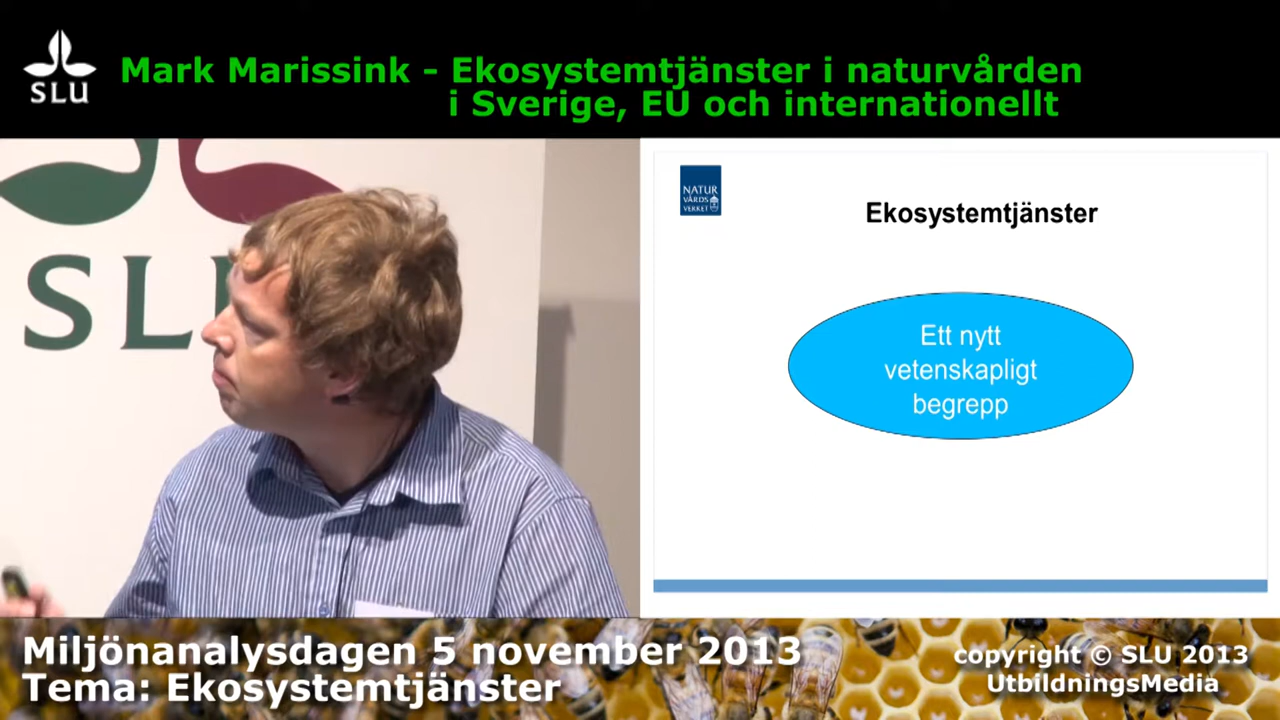 SLU
Mark Marissink - Ekosystemtjänster i naturvården
i Sverige, EU och internationellt
SLU
NATUR
VÅRDS
VERKET
Ekosystemtjänster
Ett nytt
vetenskapligt
begrepp
Miljönanalysdagen 5 november 2013
Tema: Ekosystemtjänster
copyright © SLU 2013
UtbildningsMedia